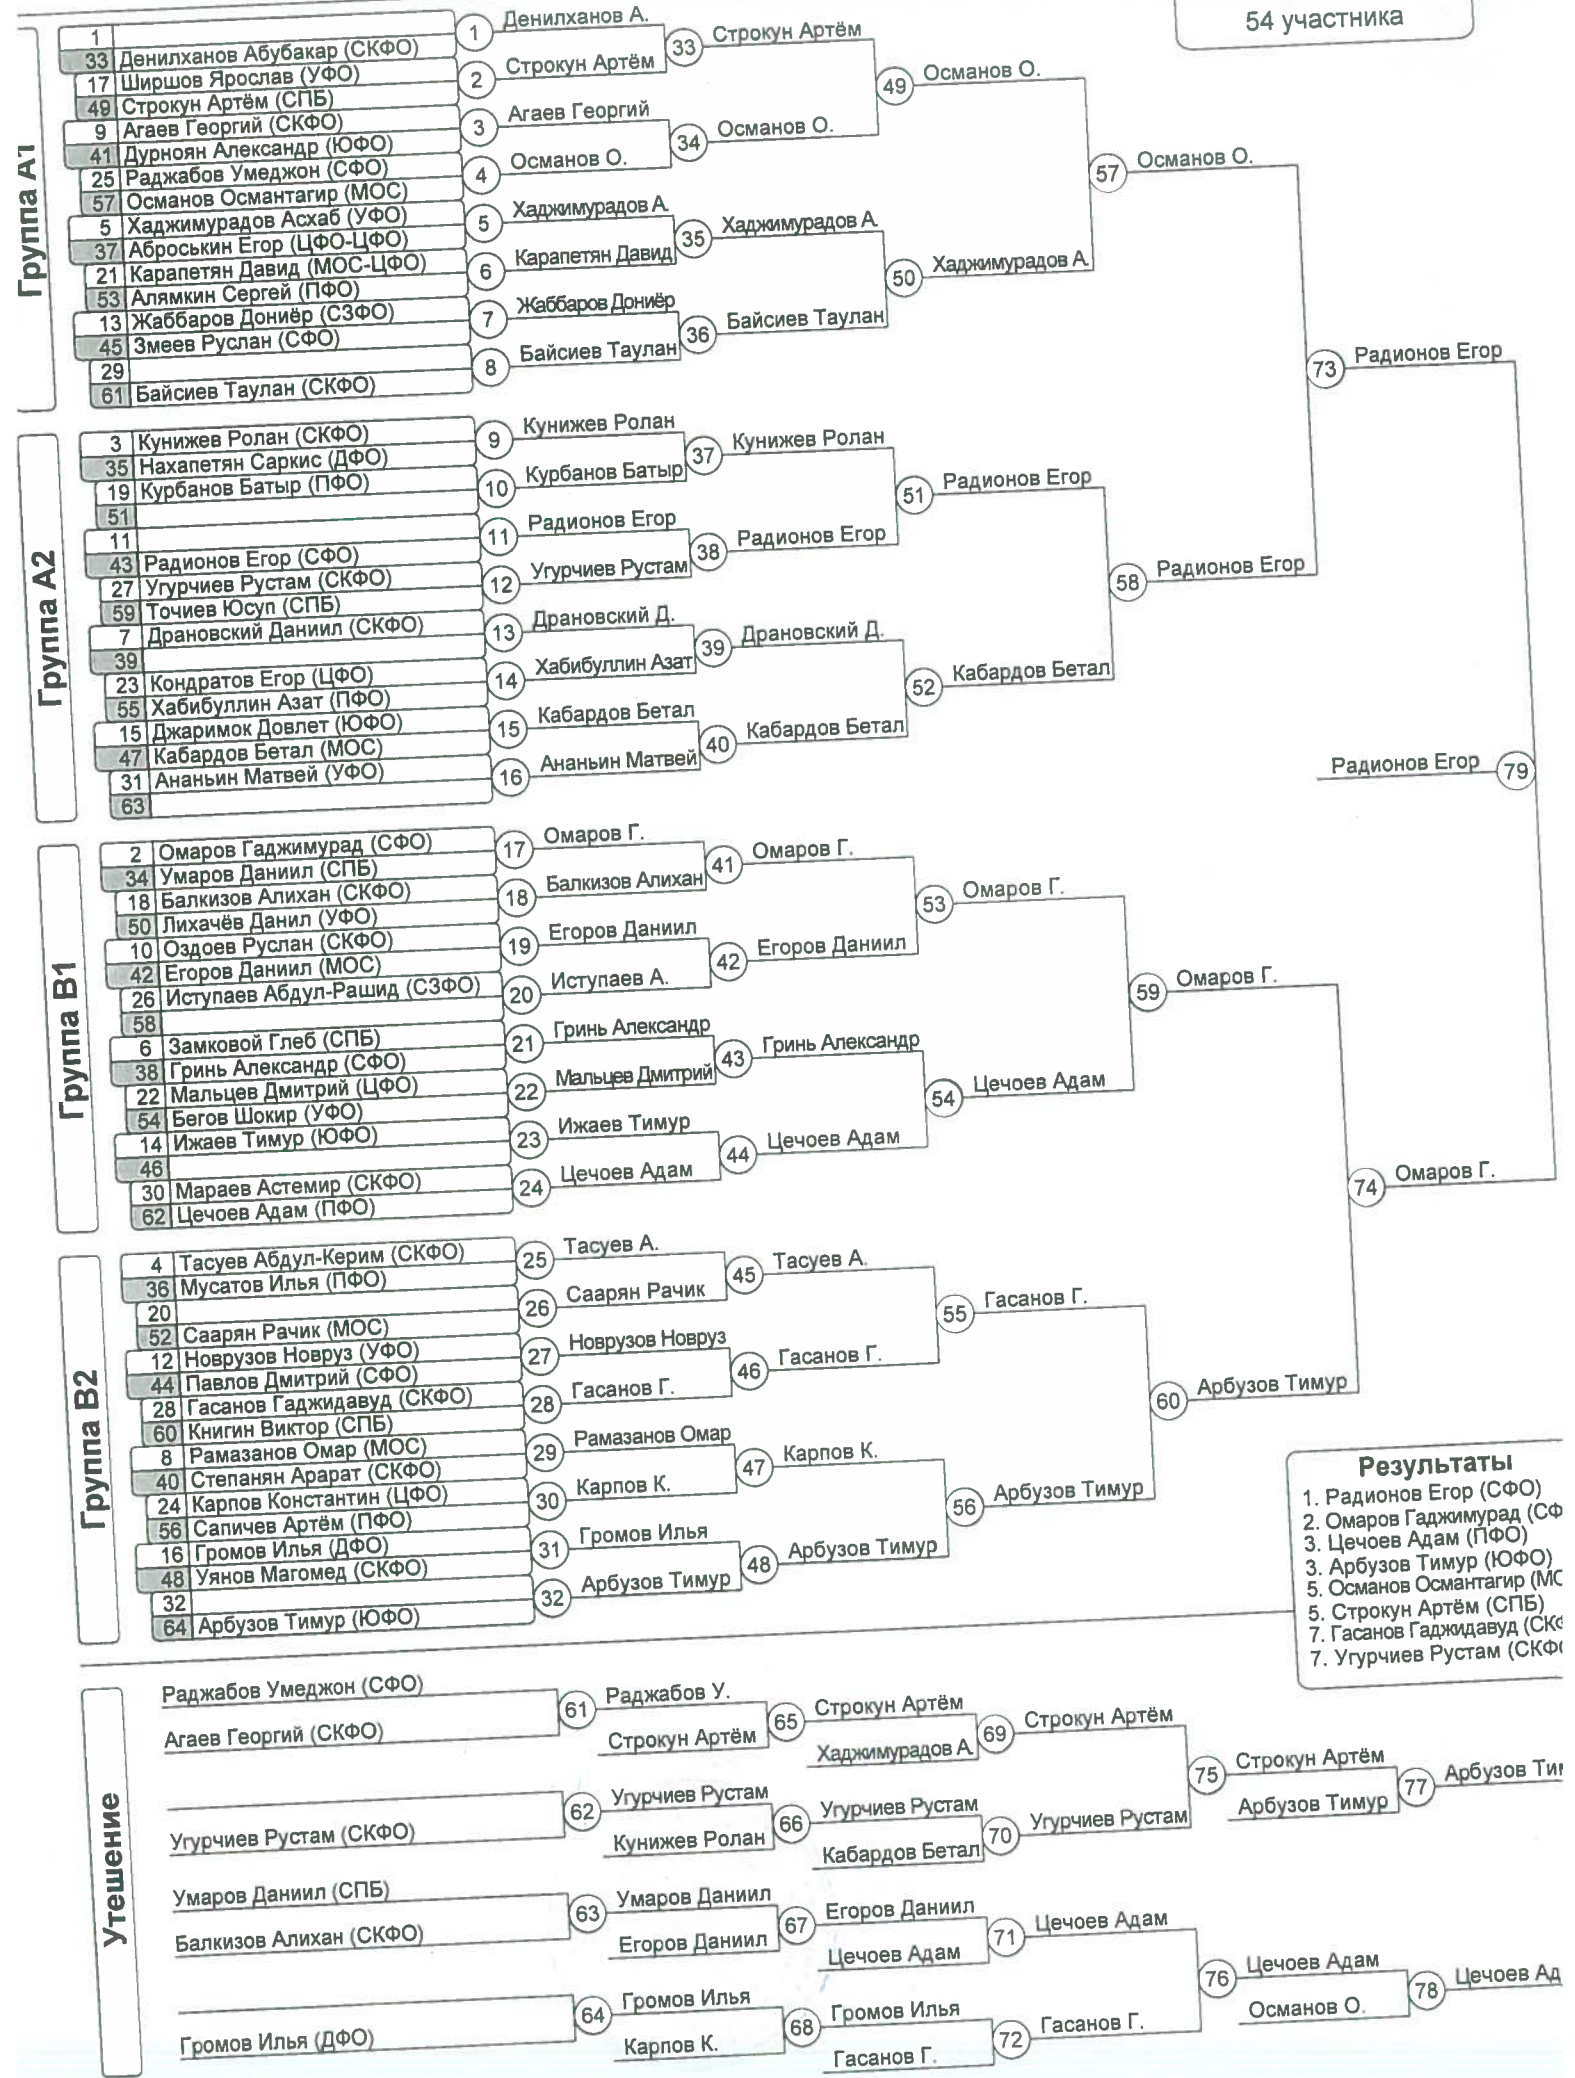 54 участника
Группа А1
1
33 Денилханов Абубакар (СКФО)
17 Ширшов Ярослав (УФО)
49 Строкун Артём (СПБ)
9 Агаев Георгий (СКФО)
41 Дурноян Александр (ЮФО)
25 Раджабов Умеджон (СФО)
57 Османов Османтагир (МОС)
5 Хаджимурадов Асхаб (УФО)
37 Аброськин Егор (ЦФО-ЦФО)
21 Карапетян Давид (МОС-ЦФО)
53 Алямкин Сергей (ПФО)
13 Жаббаров Дониёр (СЗФО)
45 Змеев Руслан (СФО)
29
61 Байсиев Таулан (СКФО)
1 Денилханов А.
2 Строкун Артём
3 Агаев Георгий
4 Османов О.
5 Хаджимурадов А.
6 Карапетян Давид
7 Жаббаров Дониёр
8 Байсиев Таулан
33 Строкун Артём
34 Османов О.
35 Хаджимурадов А.
36 Байсиев Таулан
49 Османов О.
50 Хаджимурадов А.
57 Османов О.
Группа А2
3 Кунижев Ролан (СКФО)
35 Нахапетян Саркис (ДФО)
19 Курбанов Батыр (ПФО)
51
11
43 Радионов Егор (СФО)
27 Угурчиев Рустам (СКФО)
59 Точиев Юсуп (СПБ)
7 Драновский Даниил (СКФО)
39
23 Кондратов Егор (ЦФО)
55 Хабибуллин Азат (ПФО)
15 Джаримок Довлет (ЮФО)
47 Кабардов Бетал (МОС)
31 Ананьин Матвей (УФО)
63
9 Кунижев Ролан
10 Курбанов Батыр
11 Радионов Егор
12 Угурчиев Рустам
13 Драновский Д.
14 Хабибуллин Азат
15 Кабардов Бетал
16 Ананьин Матвей
37 Кунижев Ролан
38 Радионов Егор
39 Драновский Д.
40 Кабардов Бетал
51 Радионов Егор
52 Кабардов Бетал
58 Радионов Егор
73 Радионов Егор
Радионов Егор 79
Группа В1
2 Омаров Гаджимурад (СФО)
34 Умаров Даниил (СПБ)
18 Балкизов Алихан (СКФО)
50 Лихачёв Данил (УФО)
10 Оздоев Руслан (СКФО)
42 Егоров Даниил (МОС)
26 Иступаев Абдул-Рашид (СЗФО)
58
6 Замковой Глеб (СПБ)
38 Гринь Александр (СФО)
22 Мальцев Дмитрий (ЦФО)
54 Бегов Шокир (УФО)
14 Ижаев Тимур (ЮФО)
46
30 Мараев Астемир (СКФО)
62 Цечоев Адам (ПФО)
17 Омаров Г.
18 Балкизов Алихан
19 Егоров Даниил
20 Иступаев А.
21 Гринь Александр
22 Мальцев Дмитрий
23 Ижаев Тимур
24 Цечоев Адам
41 Омаров Г.
42 Егоров Даниил
43 Гринь Александр
44 Цечоев Адам
53 Омаров Г.
54 Цечоев Адам
59 Омаров Г.
74 Омаров Г.
Группа В2
4 Тасуев Абдул-Керим (СКФО)
36 Мусатов Илья (ПФО)
20
52 Саарян Рачик (МОС)
12 Новрузов Новруз (УФО)
44 Павлов Дмитрий (СФО)
28 Гасанов Гаджидавуд (СКФО)
60 Книгин Виктор (СПБ)
8 Рамазанов Омар (МОС)
40 Степанян Арарат (СКФО)
24 Карпов Константин (ЦФО)
56 Сапичев Артём (ПФО)
16 Громов Илья (ДФО)
48 Уянов Магомед (СКФО)
32
64 Арбузов Тимур (ЮФО)
25 Тасуев А.
26 Саарян Рачик
27 Новрузов Новруз
28 Гасанов Г.
29 Рамазанов Омар
30 Карпов К.
31 Громов Илья
32 Арбузов Тимур
45 Тасуев А.
46 Гасанов Г.
47 Карпов К.
48 Арбузов Тимур
55 Гасанов Г.
56 Арбузов Тимур
60 Арбузов Тимур
Результаты
1. Радионов Егор (СФО)
2. Омаров Гаджимурад (СФ
3. Цечоев Адам (ПФО)
3. Арбузов Тимур (ЮФО)
5. Османов Османтагир (МО
5. Строкун Артём (СПБ)
7. Гасанов Гаджидавуд (СК
7. Угурчиев Рустам (СКФ
Утешение
Раджабов Умеджон (СФО)
Агаев Георгий (СКФО)
61 Раджабов У.
Строкун Артём
65 Строкун Артём
Хаджимурадов А.
69 Строкун Артём
Угурчиев Рустам (СКФО)
62 Угурчиев Рустам
Кунижев Ролан
66 Угурчиев Рустам
Кабардов Бетал
70 Угурчиев Рустам
75 Строкун Артём
Арбузов Тимур
77 Арбузов Ти
Умаров Даниил (СПБ)
Балкизов Алихан (СКФО)
63 Умаров Даниил
Егоров Даниил
67 Егоров Даниил
Цечоев Адам
71 Цечоев Адам
Громов Илья (ДФО)
64 Громов Илья
Карпов К.
68 Громов Илья
Гасанов Г.
72 Гасанов Г.
76 Цечоев Адам
Османов О.
78 Цечоев Ад